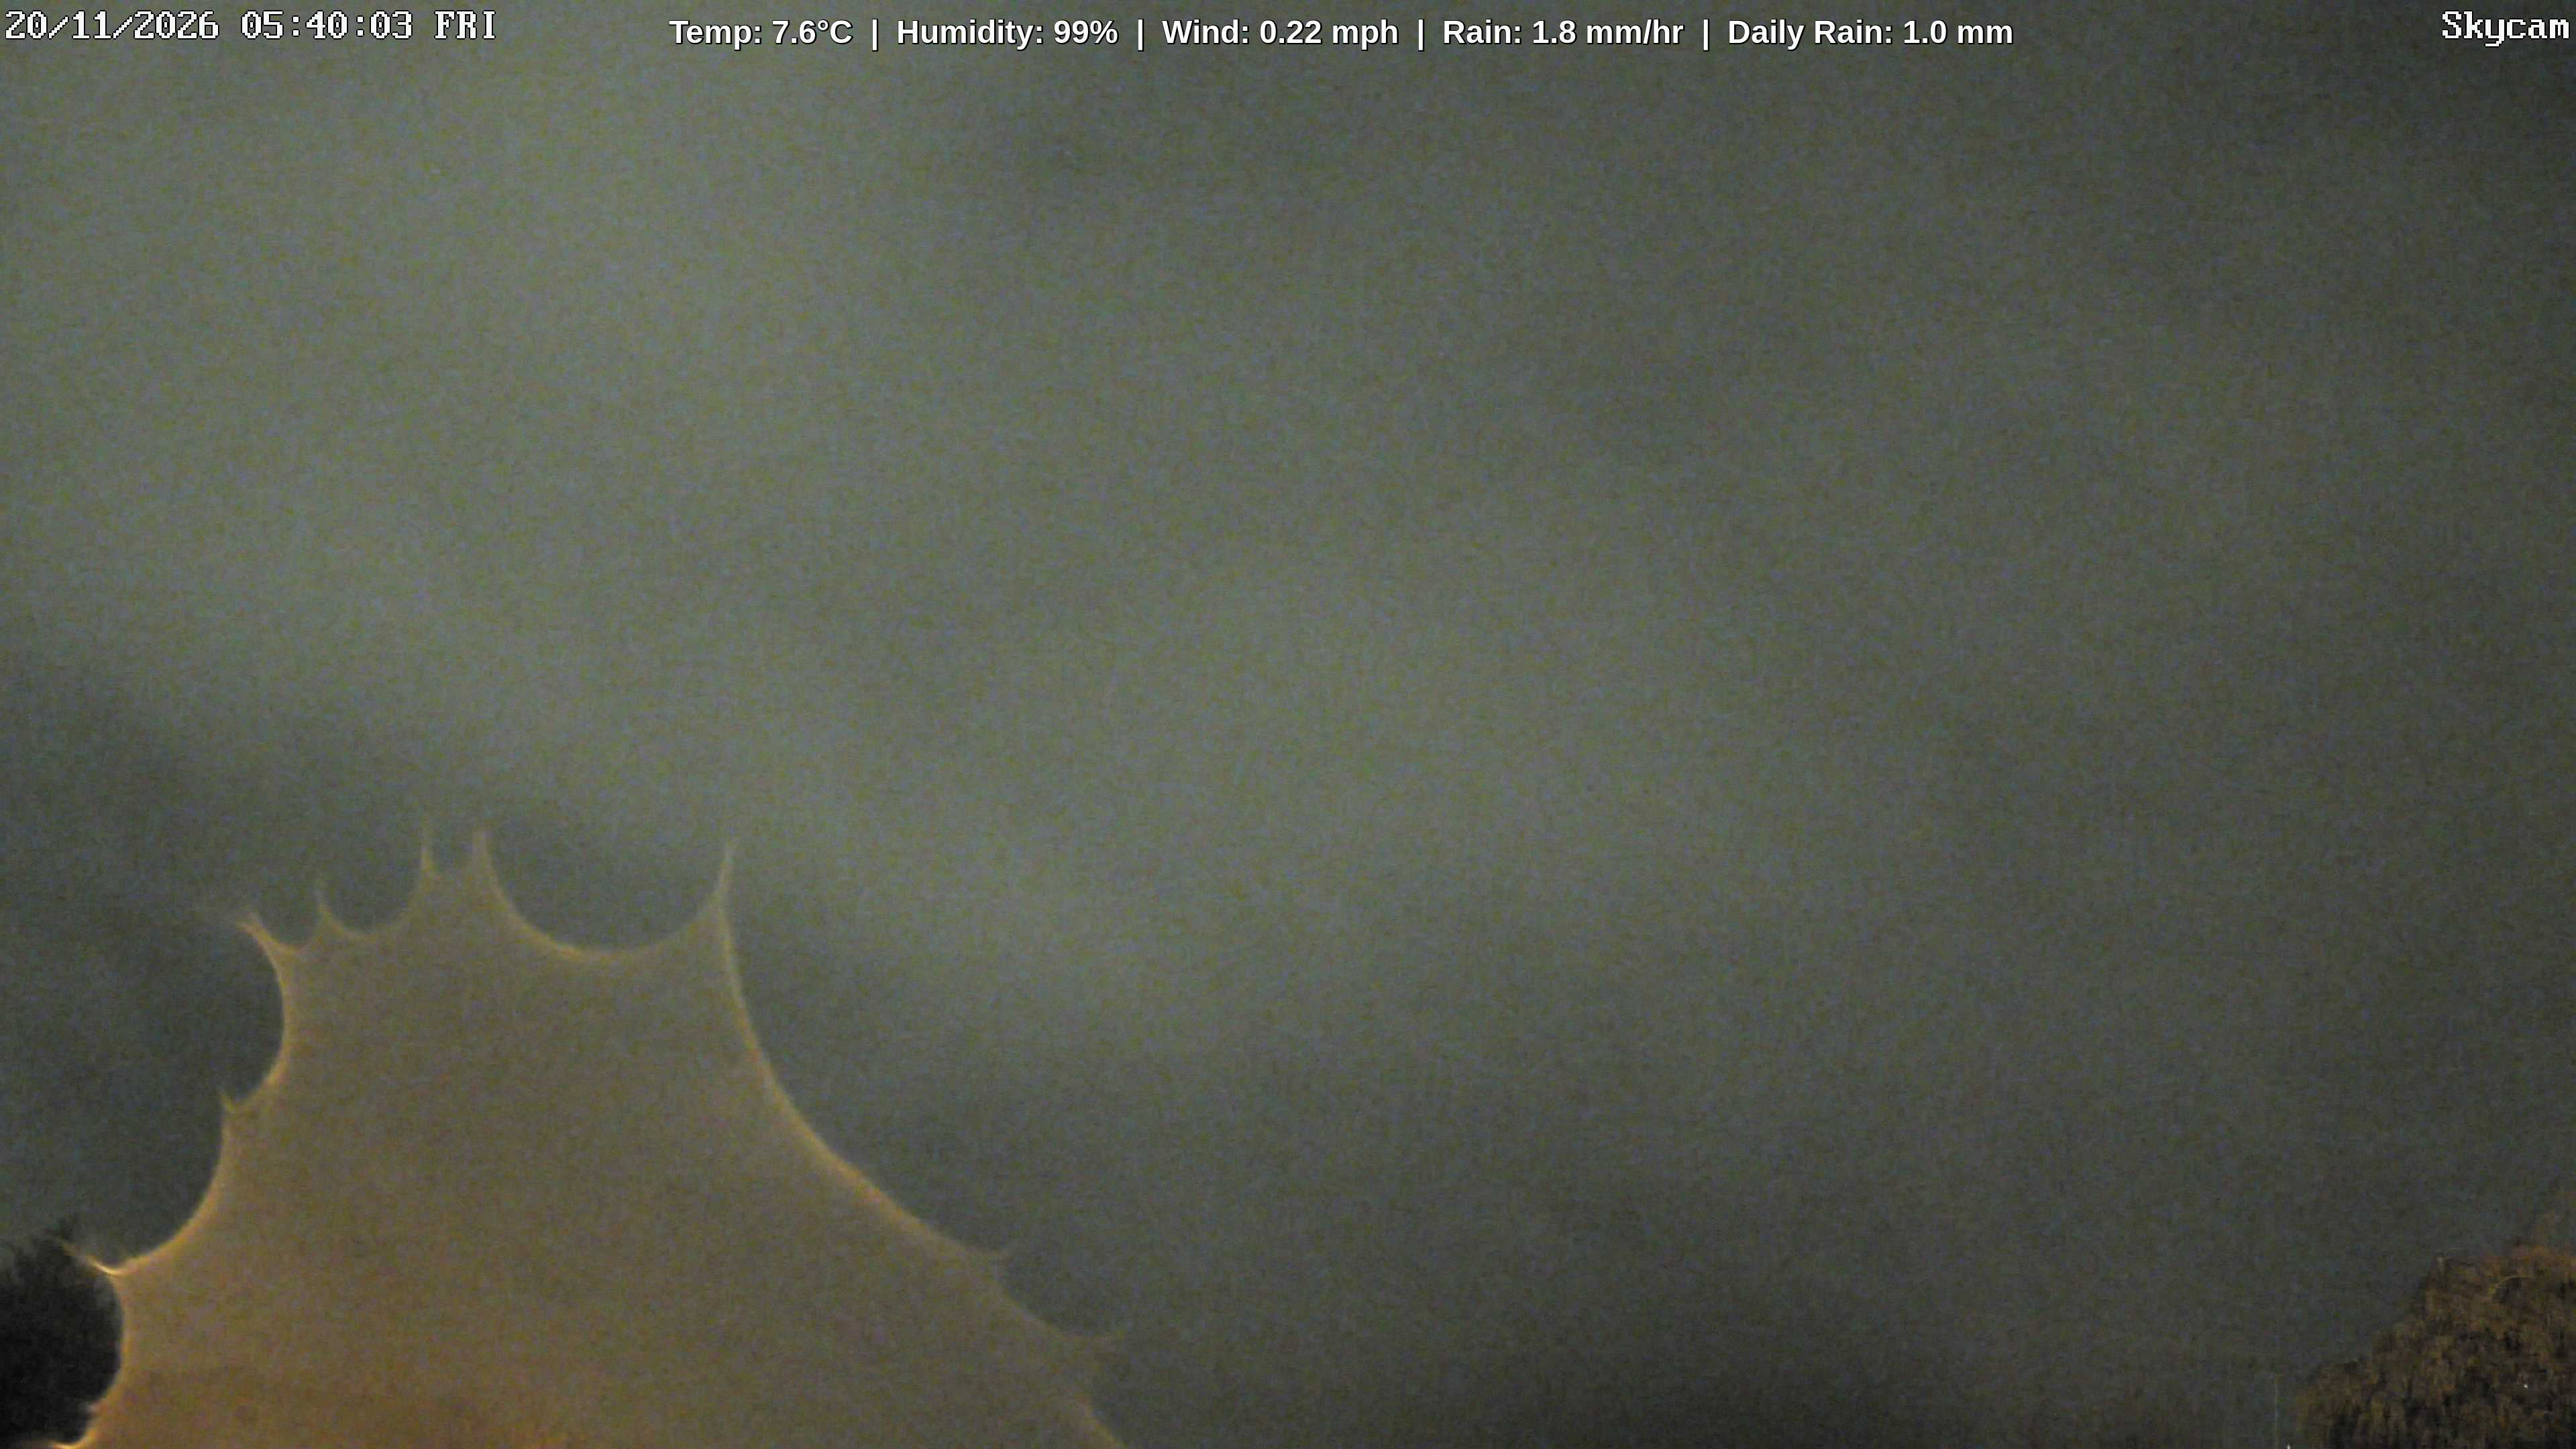 20/11/2026 05:40:03 FRI
Temp: 7.6°C | Humidity: 99% | Wind: 0.22 mph | Rain: 1.8 mm/hr | Daily Rain: 1.0 mm
Skycam